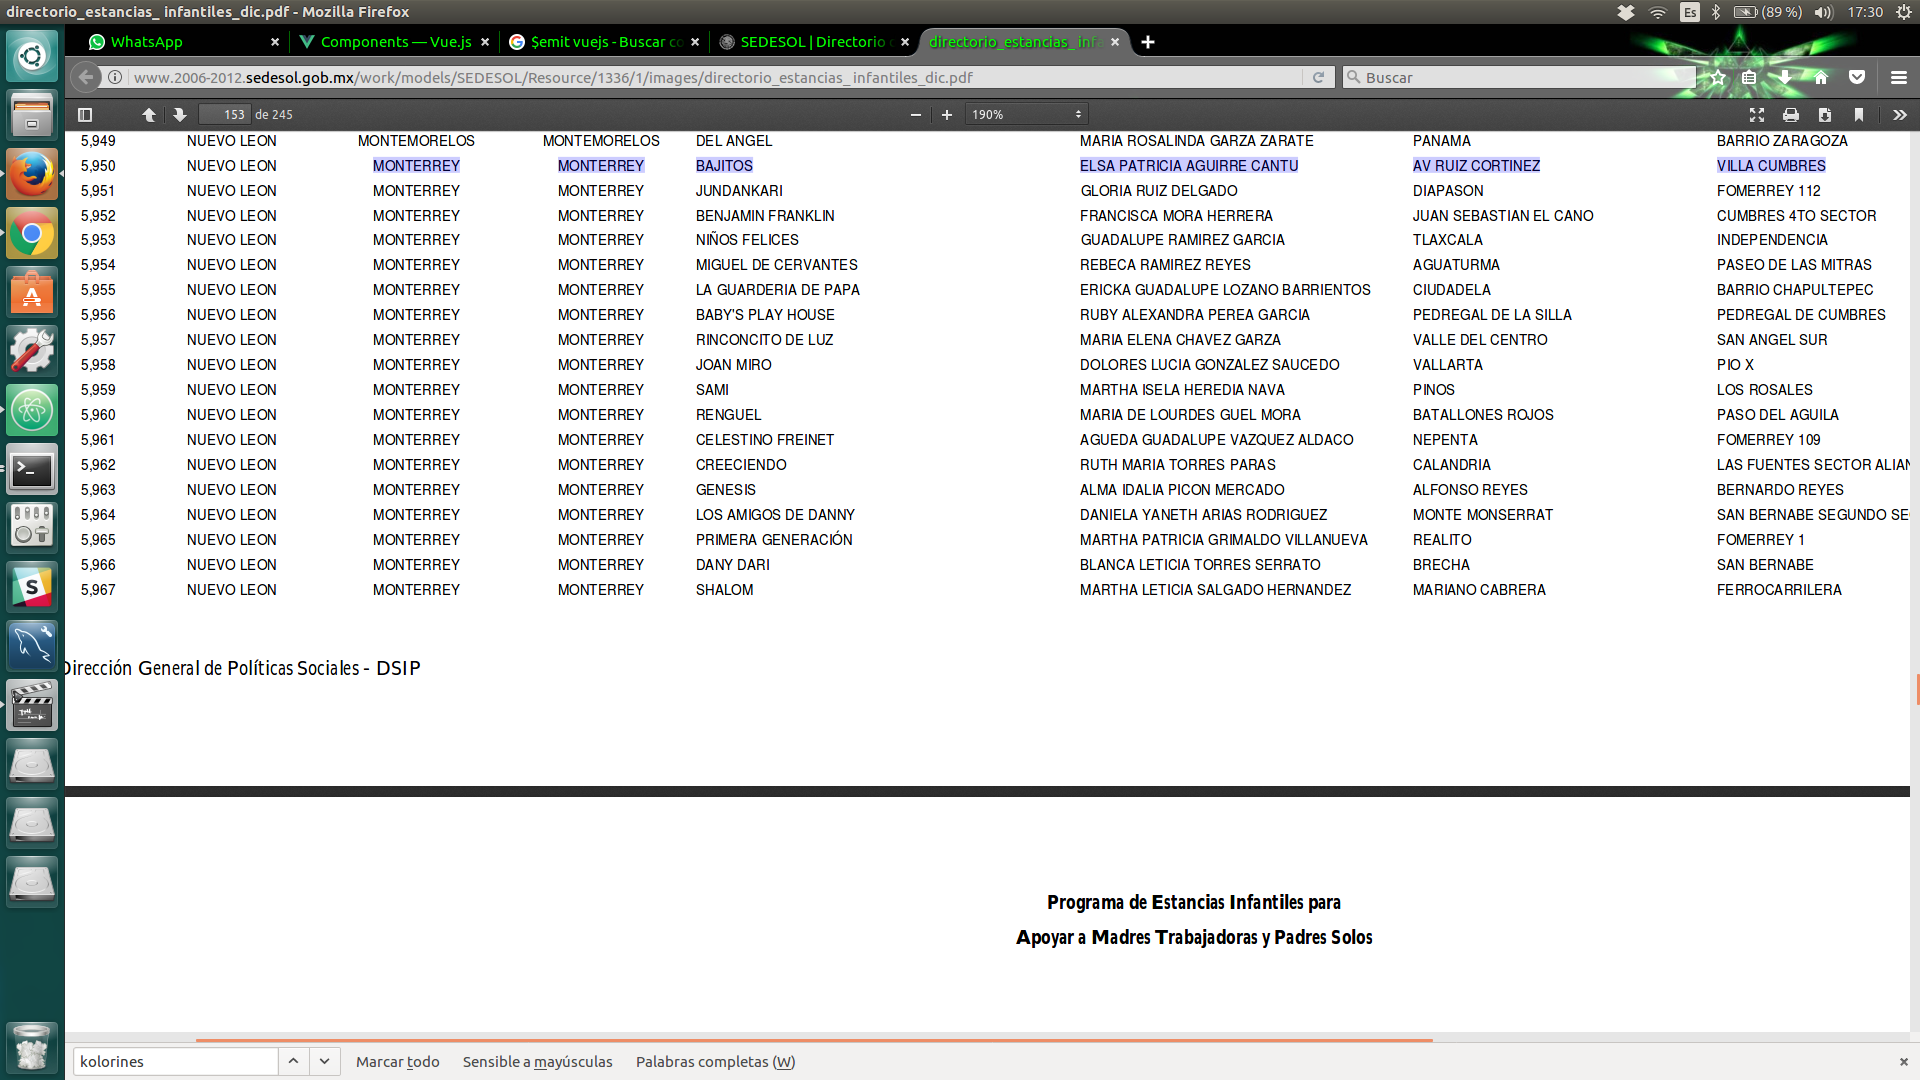 directorio_estancias_ infantiles_dic.pdf - Mozilla Firefox Es (89 %) 17:30
WhatsApp Components — Vue.js $emit vuejs - Buscar co SEDESOL | Directorio directorio_estancias_ inf
www.2006-2012.sedesol.gob.mx/work/models/SEDESOL/Resource/1336/1/images/directorio_estancias_ infantiles_dic.pdf Buscar
153 de 245 190%
5,949 NUEVO LEON MONTEMORELOS MONTEMORELOS DEL ANGEL MARIA ROSALINDA GARZA ZARATE PANAMA BARRIO ZARAGOZA
5,950 NUEVO LEON MONTERREY MONTERREY BAJITOS ELSA PATRICIA AGUIRRE CANTU AV RUIZ CORTINEZ VILLA CUMBRES
5,951 NUEVO LEON MONTERREY MONTERREY JUNDANKARI GLORIA RUIZ DELGADO DIAPASON FOMERREY 112
5,952 NUEVO LEON MONTERREY MONTERREY BENJAMIN FRANKLIN FRANCISCA MORA HERRERA JUAN SEBASTIAN EL CANO CUMBRES 4TO SECTOR
5,953 NUEVO LEON MONTERREY MONTERREY NIÑOS FELICES GUADALUPE RAMIREZ GARCIA TLAXCALA INDEPENDENCIA
5,954 NUEVO LEON MONTERREY MONTERREY MIGUEL DE CERVANTES REBECA RAMIREZ REYES AGUATURMA PASEO DE LAS MITRAS
5,955 NUEVO LEON MONTERREY MONTERREY LA GUARDERIA DE PAPA ERICKA GUADALUPE LOZANO BARRIENTOS CIUDADELA BARRIO CHAPULTEPEC
5,956 NUEVO LEON MONTERREY MONTERREY BABY'S PLAY HOUSE RUBY ALEXANDRA PEREA GARCIA PEDREGAL DE LA SILLA PEDREGAL DE CUMBRES
5,957 NUEVO LEON MONTERREY MONTERREY RINCONCITO DE LUZ MARIA ELENA CHAVEZ GARZA VALLE DEL CENTRO SAN ANGEL SUR
5,958 NUEVO LEON MONTERREY MONTERREY JOAN MIRO DOLORES LUCIA GONZALEZ SAUCEDO VALLARTA PIO X
5,959 NUEVO LEON MONTERREY MONTERREY SAMI MARTHA ISELA HEREDIA NAVA PINOS LOS ROSALES
5,960 NUEVO LEON MONTERREY MONTERREY RENGUEL MARIA DE LOURDES GUEL MORA BATALLONES ROJOS PASO DEL AGUILA
5,961 NUEVO LEON MONTERREY MONTERREY CELESTINO FREINET AGUEDA GUADALUPE VAZQUEZ ALDACO NEPENTA FOMERREY 109
5,962 NUEVO LEON MONTERREY MONTERREY CREECIENDO RUTH MARIA TORRES PARAS CALANDRIA LAS FUENTES SECTOR ALIAN
5,963 NUEVO LEON MONTERREY MONTERREY GENESIS ALMA IDALIA PICON MERCADO ALFONSO REYES BERNARDO REYES
5,964 NUEVO LEON MONTERREY MONTERREY LOS AMIGOS DE DANNY DANIELA YANETH ARIAS RODRIGUEZ MONTE MONSERRAT SAN BERNABE SEGUNDO SE
5,965 NUEVO LEON MONTERREY MONTERREY PRIMERA GENERACIÓN MARTHA PATRICIA GRIMALDO VILLANUEVA REALITO FOMERREY 1
5,966 NUEVO LEON MONTERREY MONTERREY DANY DARI BLANCA LETICIA TORRES SERRATO BRECHA SAN BERNABE
5,967 NUEVO LEON MONTERREY MONTERREY SHALOM MARTHA LETICIA SALGADO HERNANDEZ MARIANO CABRERA FERROCARRILERA
Dirección General de Políticas Sociales - DSIP
Programa de Estancias Infantiles para
Apoyar a Madres Trabajadoras y Padres Solos
kolorines Marcar todo Sensible a mayúsculas Palabras completas (W)